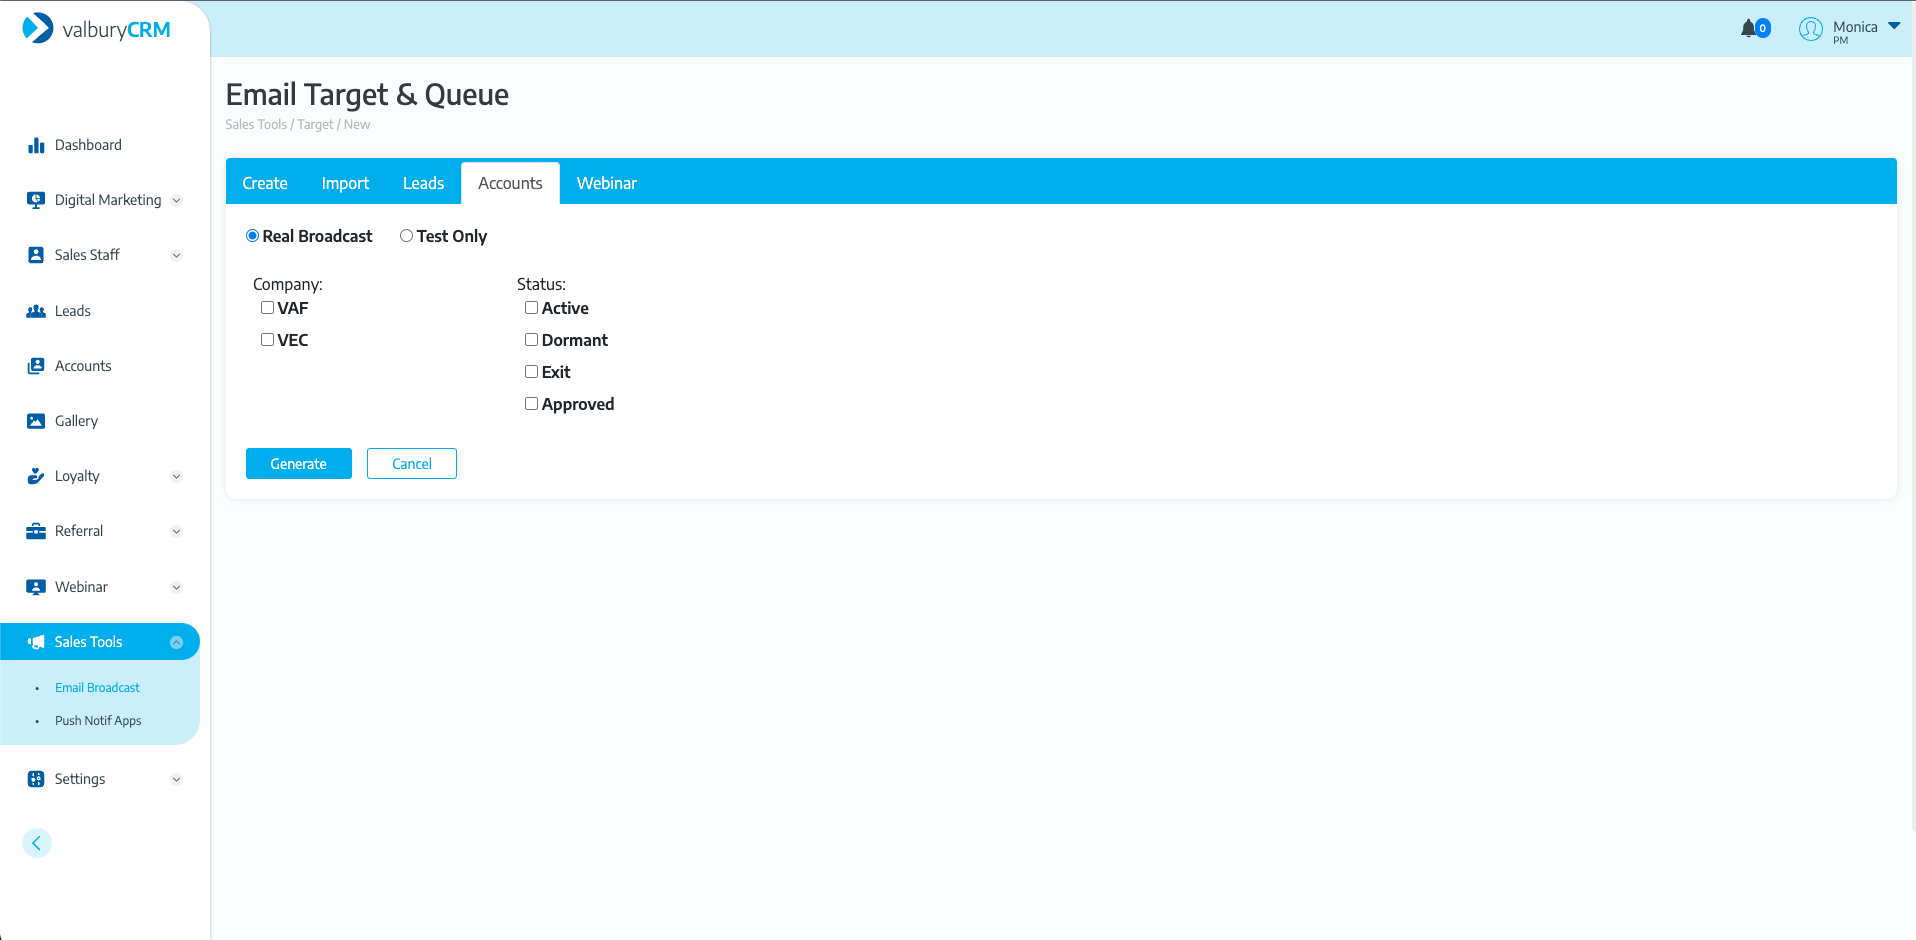 valburyCRM
0
Monica
PM
Dashboard
Digital Marketing
Sales Staff
Leads
Accounts
Gallery
Loyalty
Referral
Webinar
Sales Tools
• Email Broadcast
• Push Notif Apps
Settings
Email Target & Queue
Sales Tools / Target / New
Create Import Leads Accounts Webinar
Real Broadcast Test Only
Company: Status:
VAF Active
VEC Dormant
Exit
Approved
Generate Cancel